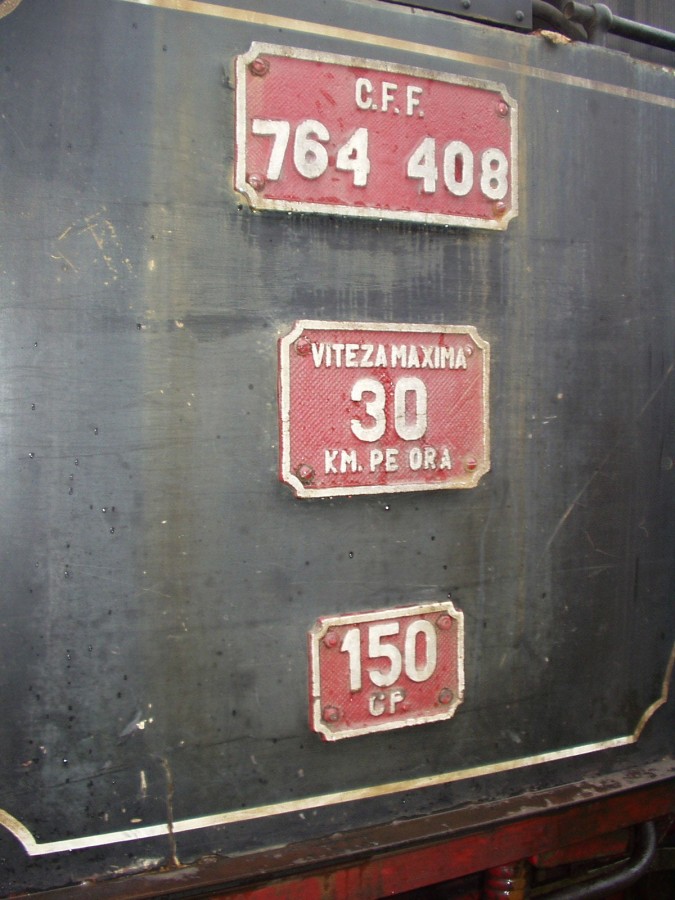 C.F.F.
764 408
VITEZA MAXIMA
30
KM. PE ORA
150
CP.